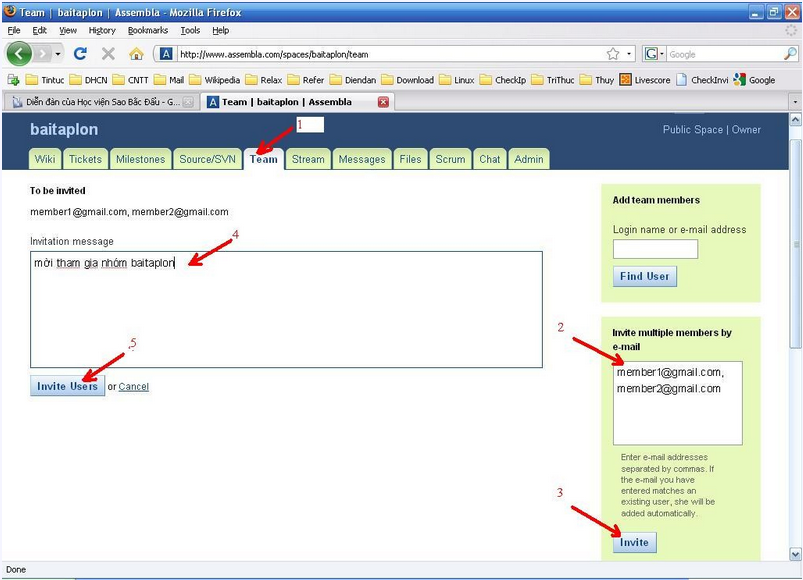 Team | baitaplon | Assembla - Mozilla Firefox
File Edit View History Bookmarks Tools Help
http://www.assembla.com/spaces/baitaplon/team
Google
Tintuc DHCN CNTT Mail Wikipedia Relax Refer Diendan Download Linux CheckIp TriThuc Thuy Livescore CheckInvi Google
Diễn đàn của Học viện Sao Bắc Đẩu - G...
Team | baitaplon | Assembla
1
baitaplon
Public Space | Owner
Wiki Tickets Milestones Source/SVN Team Stream Messages Files Scrum Chat Admin
To be invited
member1@gmail.com, member2@gmail.com
Invitation message
4
mời tham gia nhóm baitaplon
5
Invite Users or Cancel
Add team members
Login name or e-mail address
Find User
2
Invite multiple members by
e-mail
member1@gmail.com,
member2@gmail.com
Enter e-mail addresses
separated by commas. If
the e-mail you have
entered matches an
existing user, she will be
added automatically.
3
Invite
Done